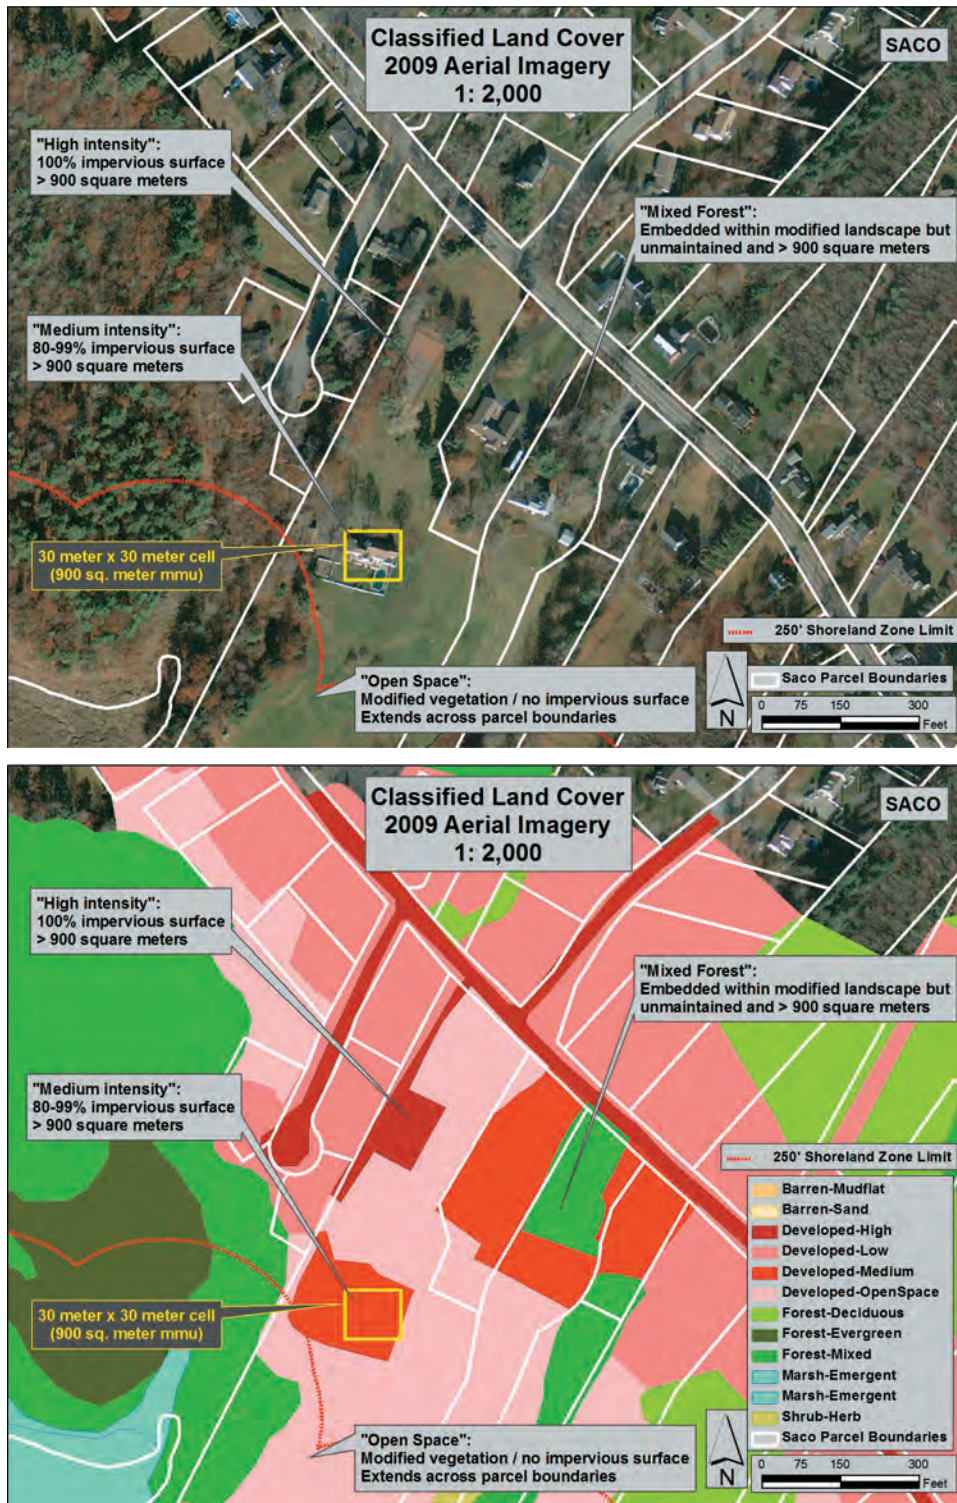 Classified Land Cover
2009 Aerial Imagery
1: 2,000
SACO
"High intensity":
100% impervious surface
> 900 square meters
"Mixed Forest":
Embedded within modified landscape but
unmaintained and > 900 square meters
"Medium intensity":
80-99% impervious surface
> 900 square meters
30 meter x 30 meter cell
(900 sq. meter mmu)
250' Shoreland Zone Limit
"Open Space":
Modified vegetation / no impervious surface
Extends across parcel boundaries
Saco Parcel Boundaries
N
0 75 150 300
Feet
Classified Land Cover
2009 Aerial Imagery
1: 2,000
SACO
"High intensity":
100% impervious surface
> 900 square meters
"Mixed Forest":
Embedded within modified landscape but
unmaintained and > 900 square meters
"Medium intensity":
80-99% impervious surface
> 900 square meters
250' Shoreland Zone Limit
Barren-Mudflat
Barren-Sand
Developed-High
Developed-Low
Developed-Medium
Developed-OpenSpace
Forest-Deciduous
Forest-Evergreen
Forest-Mixed
Marsh-Emergent
Marsh-Emergent
Shrub-Herb
Saco Parcel Boundaries
30 meter x 30 meter cell
(900 sq. meter mmu)
"Open Space":
Modified vegetation / no impervious surface
Extends across parcel boundaries
N
0 75 150 300
Feet